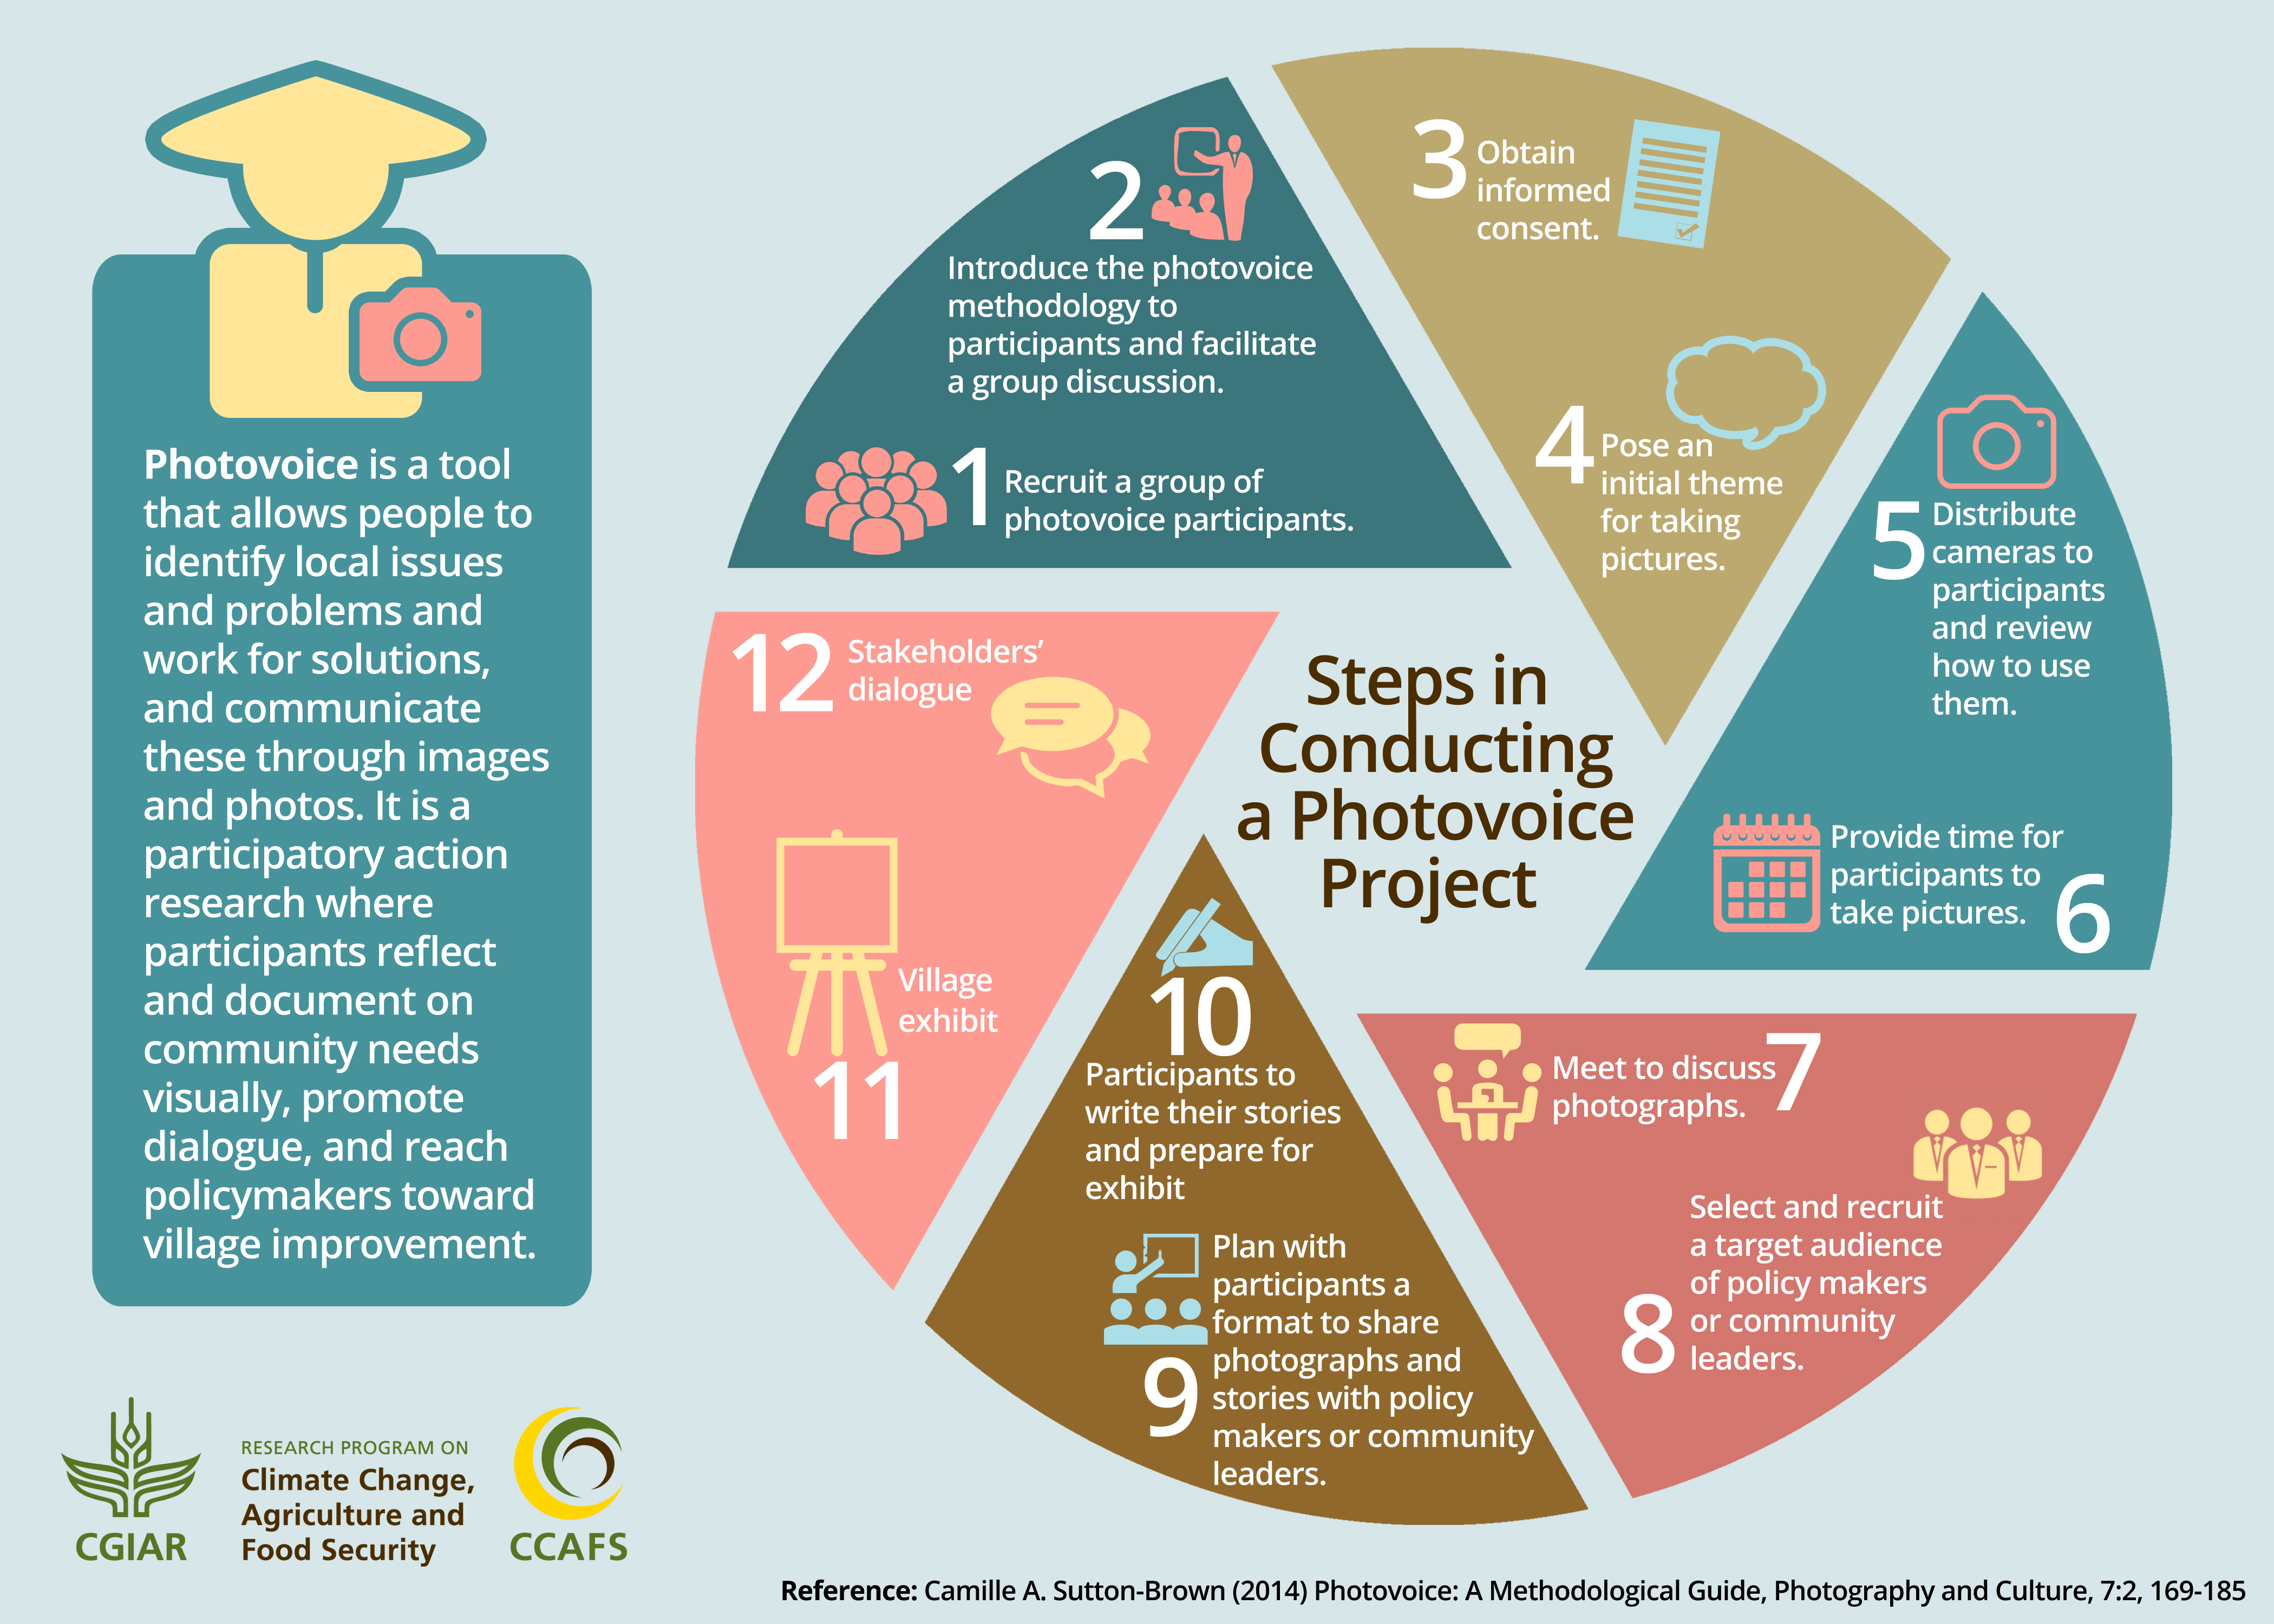 Photovoice is a tool
that allows people to
identify local issues
and problems and
work for solutions,
and communicate
these through images
and photos. It is a
participatory action
research where
participants reflect
and document on
community needs
visually, promote
dialogue, and reach
policymakers toward
village improvement.
Steps in
Conducting
a Photovoice
Project
1
Recruit a group of
photovoice participants.
2
Introduce the photovoice
methodology to
participants and facilitate
a group discussion.
3
Obtain
informed
consent.
4
Pose an
initial theme
for taking
pictures.
5
Distribute
cameras to
participants
and review
how to use
them.
6
Provide time for
participants to
take pictures.
7
Meet to discuss
photographs.
8
Select and recruit
a target audience
of policy makers
or community
leaders.
9
Plan with
participants a
format to share
photographs and
stories with policy
makers or community
leaders.
10
Participants to
write their stories
and prepare for
exhibit
11
Village
exhibit
12
Stakeholders’
dialogue
CGIAR
RESEARCH PROGRAM ON
Climate Change,
Agriculture and
Food Security
CCAFS
Reference: Camille A. Sutton-Brown (2014) Photovoice: A Methodological Guide, Photography and Culture, 7:2, 169-185